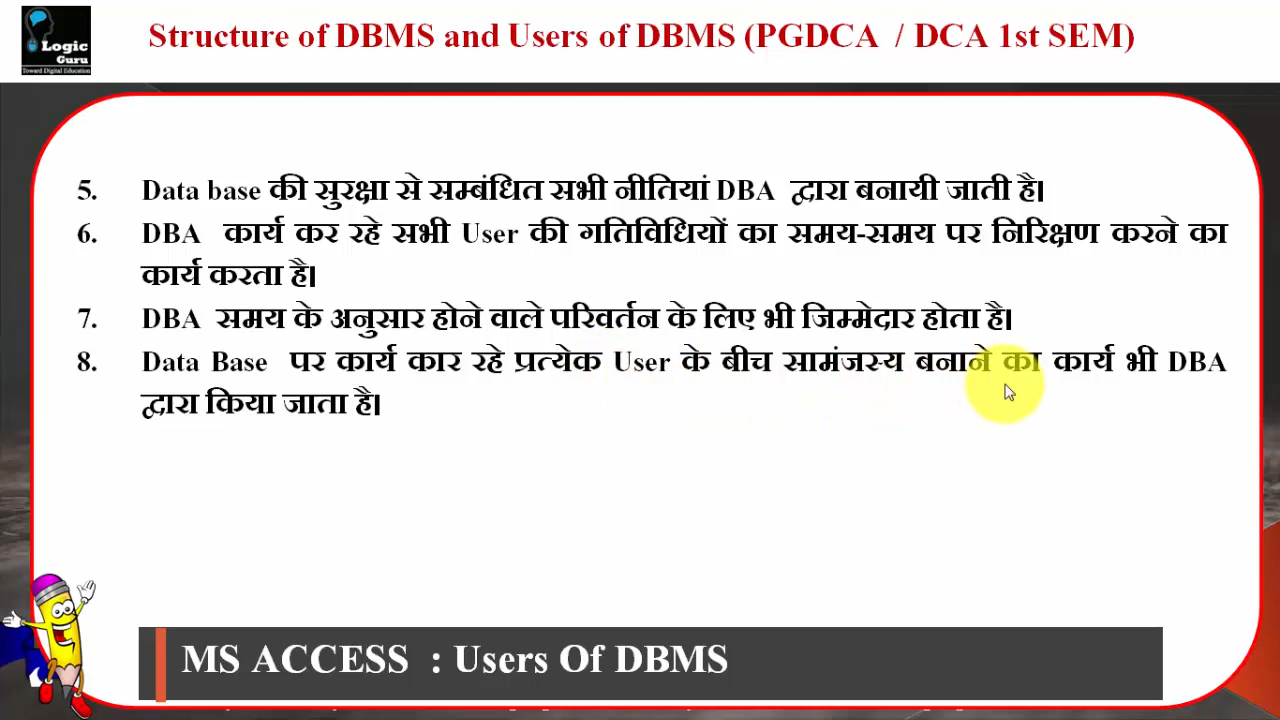 Structure of DBMS and Users of DBMS (PGDCA / DCA 1st SEM)
Logic
Guru
Toward Digital Education
5. Data base की सुरक्षा से सम्बंधित सभी नीतियां DBA द्वारा बनायी जाती है।
6. DBA कार्य कर रहे सभी User की गतिविधियों का समय-समय पर निरिक्षण करने का
कार्य करता है।
7. DBA समय के अनुसार होने वाले परिवर्तन के लिए भी जिम्मेदार होता है।
8. Data Base पर कार्य कार रहे प्रत्येक User के बीच सामंजस्य बनाने का कार्य भी DBA
द्वारा किया जाता है।
MS ACCESS : Users Of DBMS